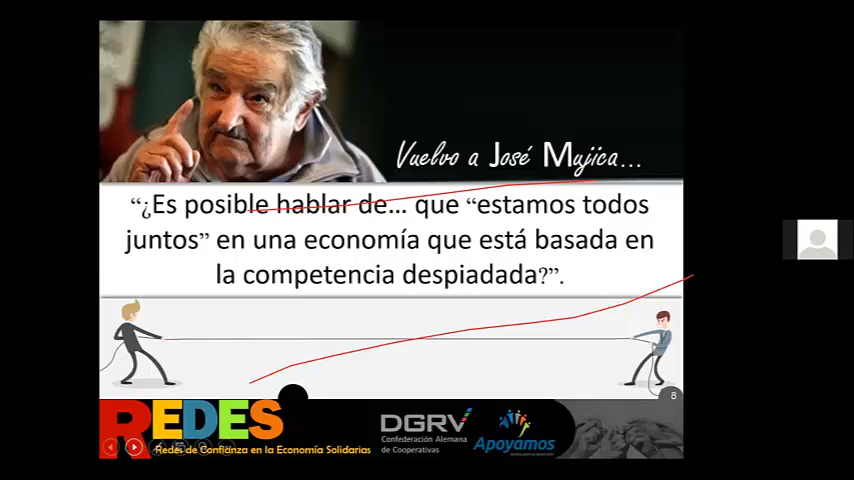 Vuelvo a José Mujica...
“¿Es posible hablar de... que “estamos todos
juntos” en una economía que está basada en
la competencia despiadada?”.
8
REDES
Redes de Confianza en la Economía Solidarias
DGRV
Confederación Alemana
de Cooperativas
Apoyamos